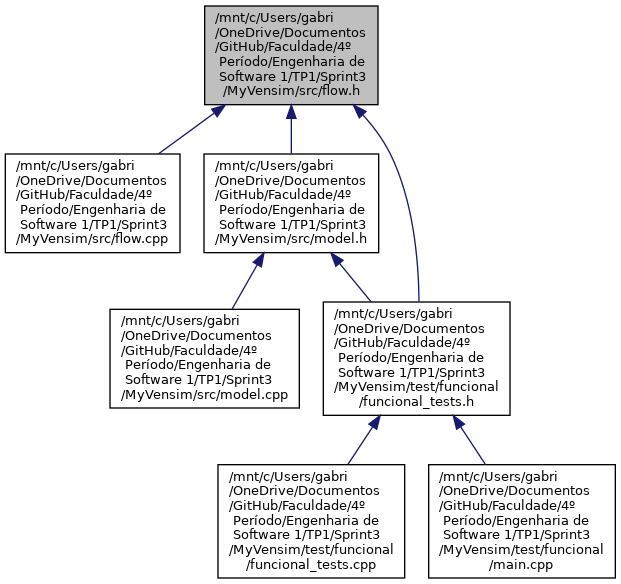 /mnt/c/Users/gabri
/OneDrive/Documentos
/GitHub/Faculdade/4º
Período/Engenharia de
Software 1/TP1/Sprint3
/MyVensim/src/flow.h
/mnt/c/Users/gabri
/OneDrive/Documentos
/GitHub/Faculdade/4º
Período/Engenharia de
Software 1/TP1/Sprint3
/MyVensim/src/flow.cpp
/mnt/c/Users/gabri
/OneDrive/Documentos
/GitHub/Faculdade/4º
Período/Engenharia de
Software 1/TP1/Sprint3
/MyVensim/src/model.h
/mnt/c/Users/gabri
/OneDrive/Documentos
/GitHub/Faculdade/4º
Período/Engenharia de
Software 1/TP1/Sprint3
/MyVensim/src/model.cpp
/mnt/c/Users/gabri
/OneDrive/Documentos
/GitHub/Faculdade/4º
Período/Engenharia de
Software 1/TP1/Sprint3
/MyVensim/test/funcional
/funcional_tests.h
/mnt/c/Users/gabri
/OneDrive/Documentos
/GitHub/Faculdade/4º
Período/Engenharia de
Software 1/TP1/Sprint3
/MyVensim/test/funcional
/funcional_tests.cpp
/mnt/c/Users/gabri
/OneDrive/Documentos
/GitHub/Faculdade/4º
Período/Engenharia de
Software 1/TP1/Sprint3
/MyVensim/test/funcional
/main.cpp